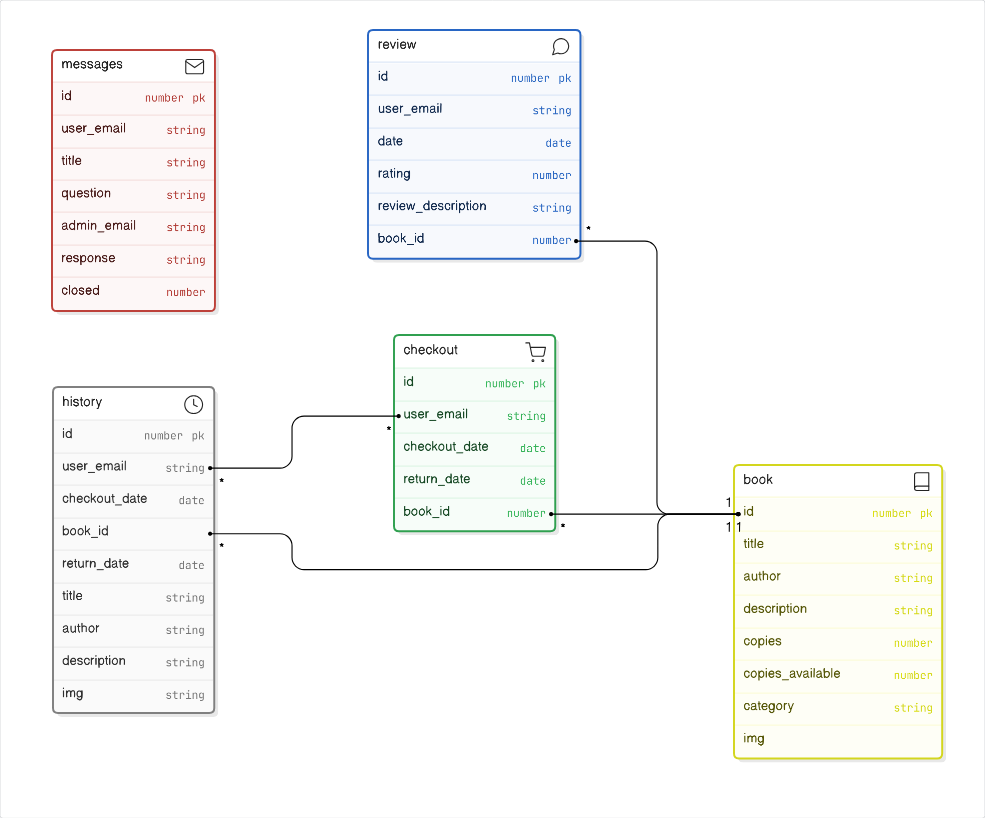 messages
id number pk
user_email string
title string
question string
admin_email string
response string
closed number
review
id number pk
user_email string
date date
rating number
review_description string
book_id number
*
checkout
id number pk
user_email string
*
checkout_date date
return_date date
book_id number
*
history
id number pk
user_email string
*
checkout_date date
book_id
*
return_date date
title string
author string
description string
img string
book
1
id number pk
1 1
title string
author string
description string
copies number
copies_available number
category string
img